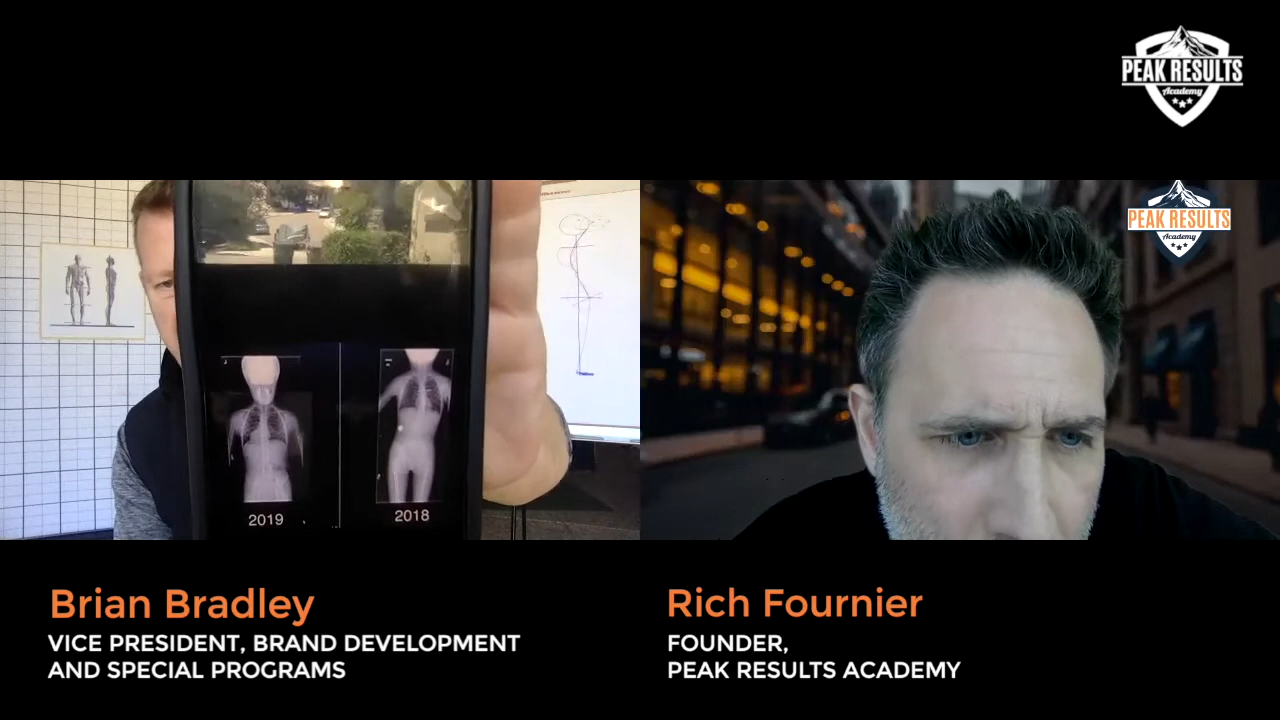 PEAK RESULTS
Academy
PEAK RESULTS
Academy
2019
2018
Brian Bradley
VICE PRESIDENT, BRAND DEVELOPMENT
AND SPECIAL PROGRAMS
Rich Fournier
FOUNDER,
PEAK RESULTS ACADEMY